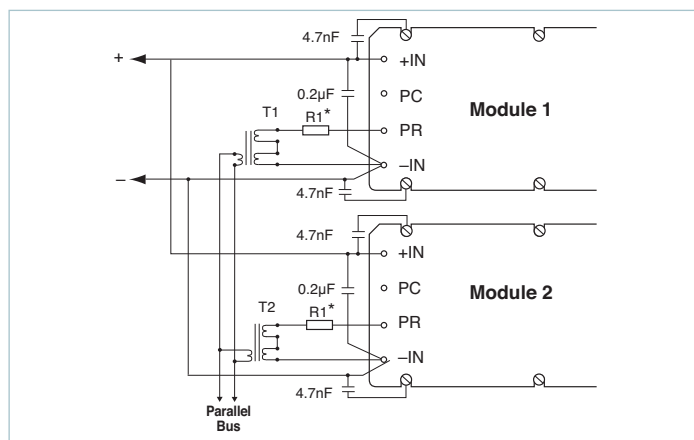 4.7nF
+
+IN
0.2µF
PC
Module 1
T1
R1*
PR
–IN
–
4.7nF
4.7nF
+IN
0.2µF
PC
Module 2
T2
R1*
PR
–IN
4.7nF
Parallel
Bus